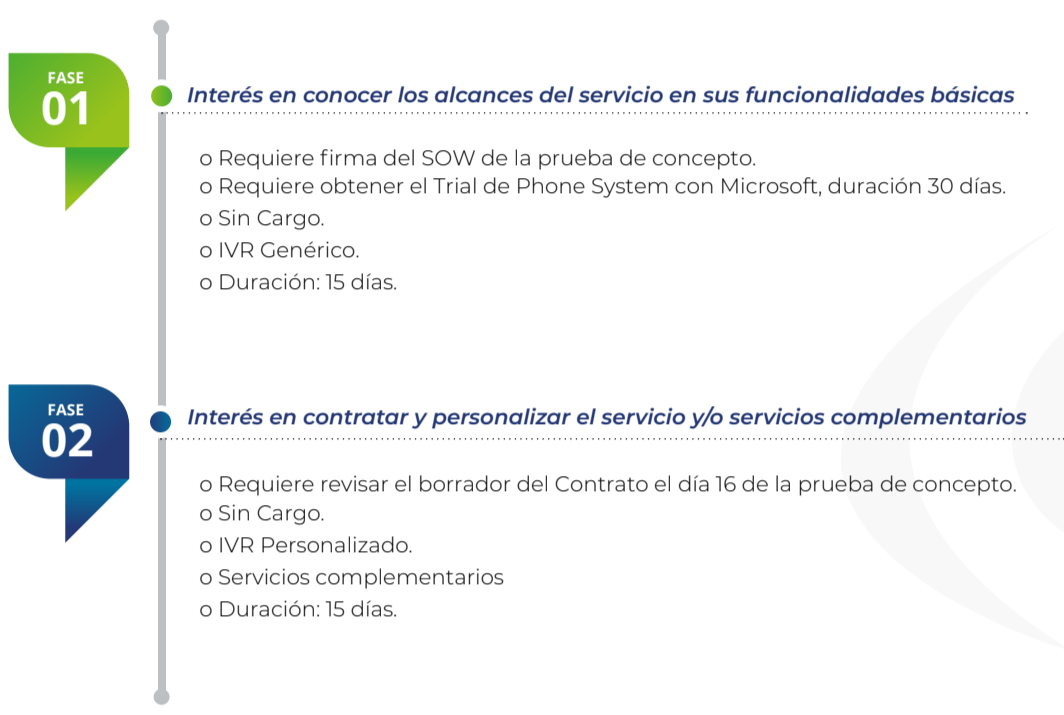 FASE
01
Interés en conocer los alcances del servicio en sus funcionalidades básicas
o Requiere firma del SOW de la prueba de concepto.
o Requiere obtener el Trial de Phone System con Microsoft, duración 30 días.
o Sin Cargo.
o IVR Genérico.
o Duración: 15 días.
FASE
02
Interés en contratar y personalizar el servicio y/o servicios complementarios
o Requiere revisar el borrador del Contrato el día 16 de la prueba de concepto.
o Sin Cargo.
o IVR Personalizado.
o Servicios complementarios
o Duración: 15 días.